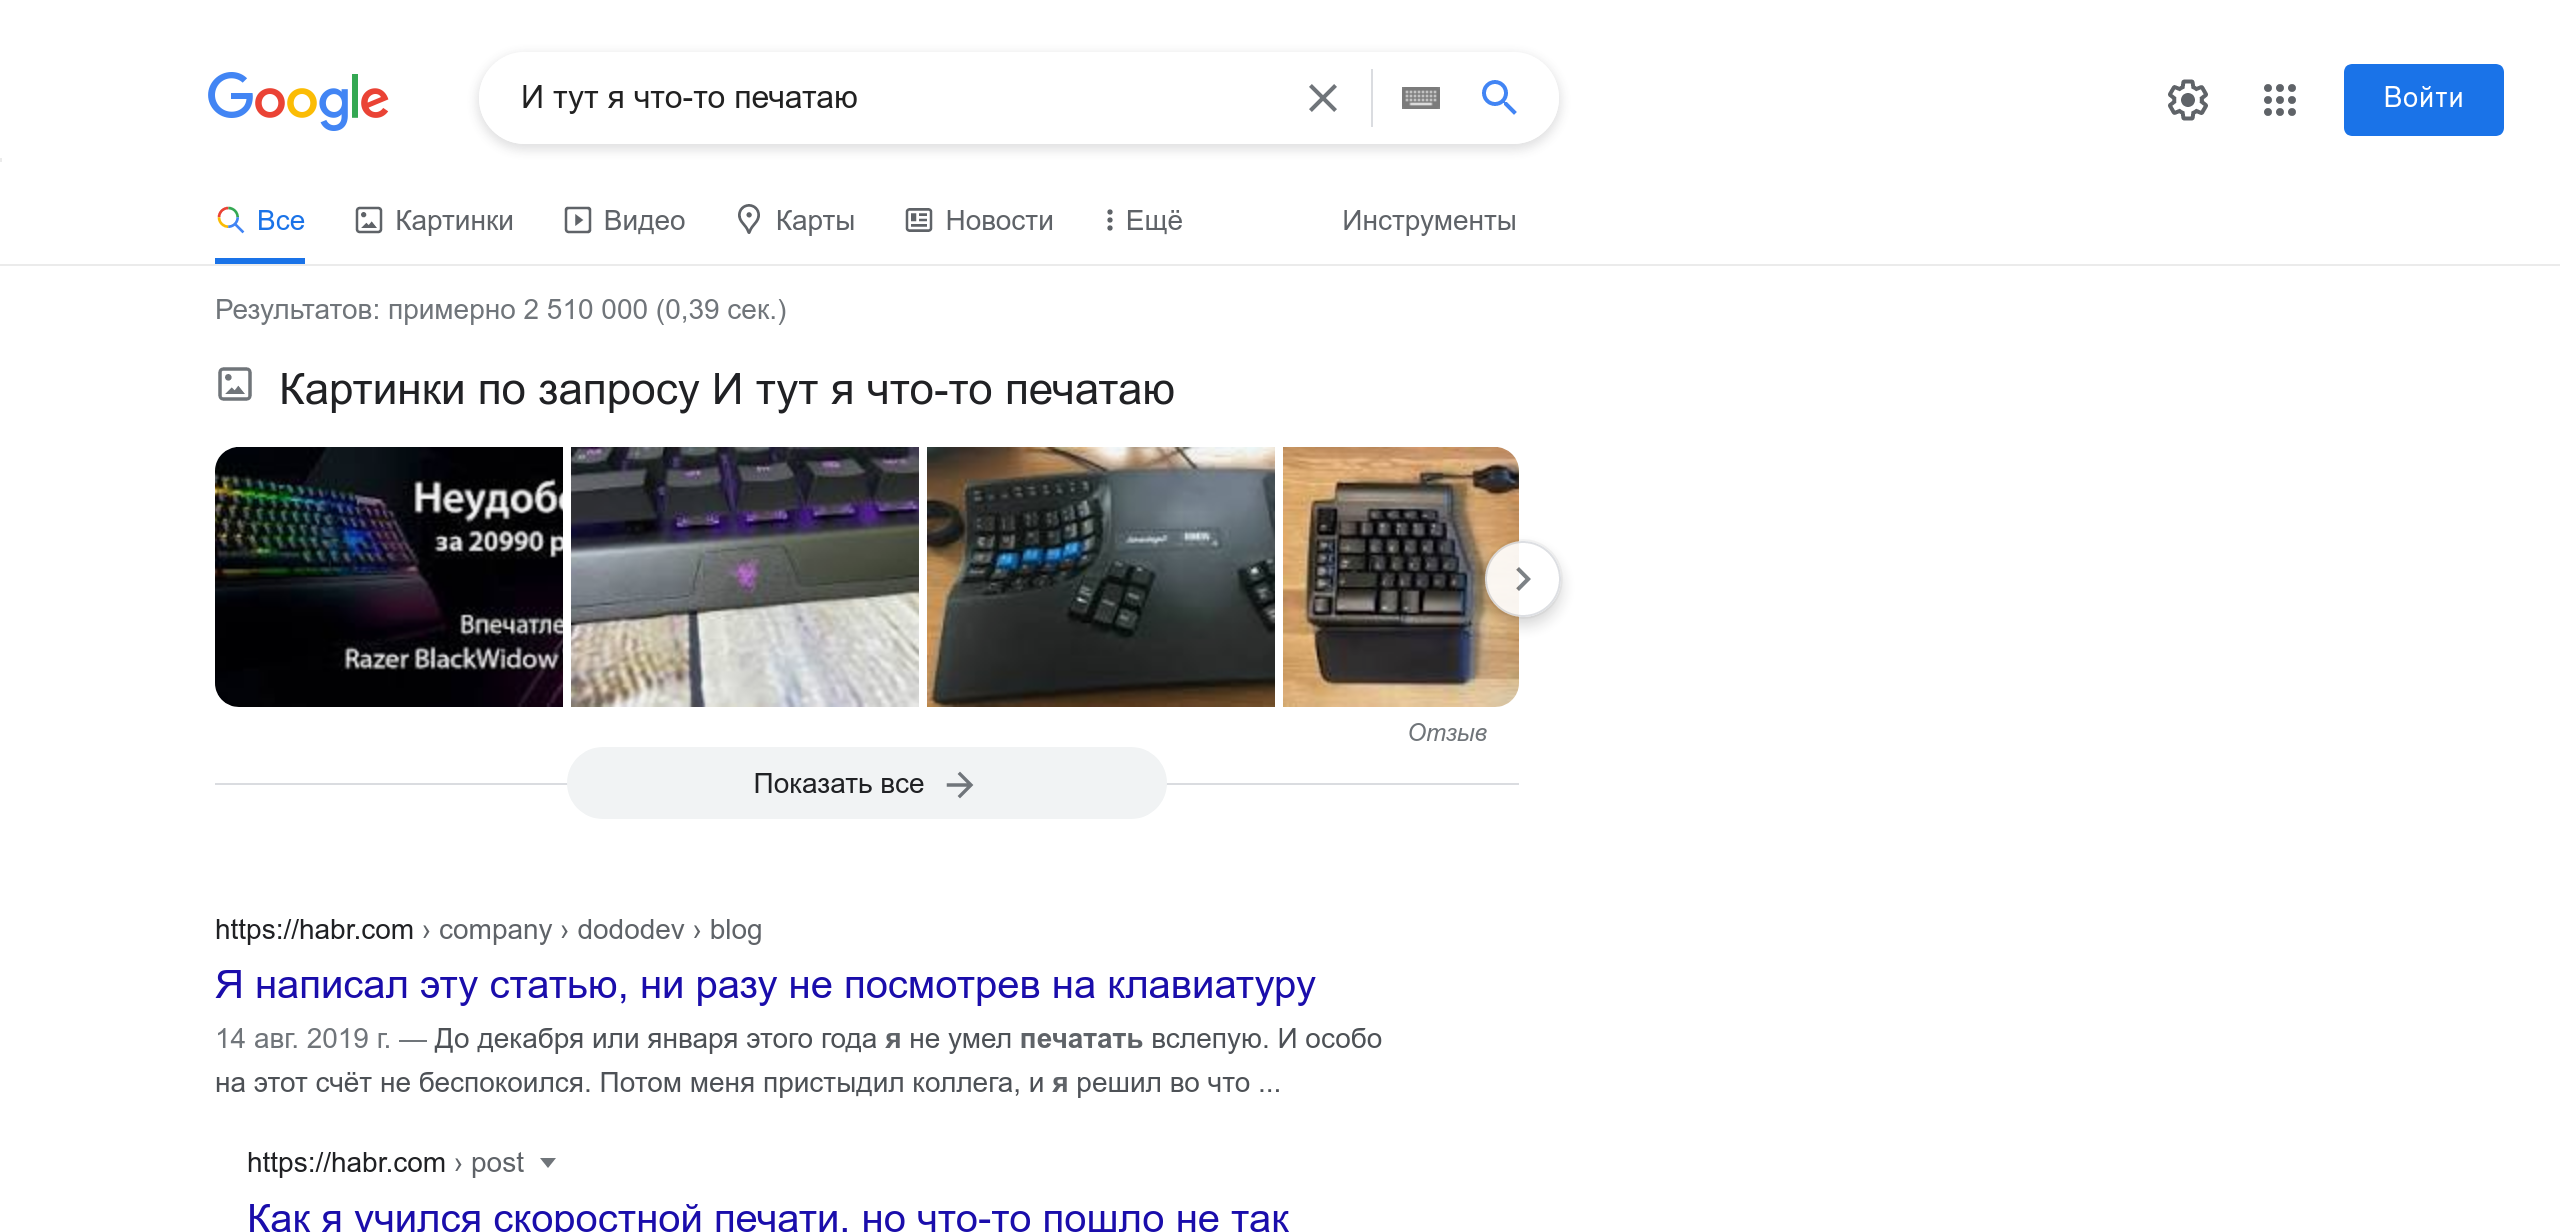 Google
И тут я что-то печатаю
Войти
Все
Картинки
Видео
Карты
Новости
Ещё
Инструменты
Результатов: примерно 2 510 000 (0,39 сек.)
Картинки по запросу И тут я что-то печатаю
Неудобс
за 20990 р
Впечатле
Razer BlackWidow
Отзыв
Показать все
https://habr.com › company › dododev › blog
Я написал эту статью, ни разу не посмотрев на клавиатуру
14 авг. 2019 г. — До декабря или января этого года я не умел печатать вслепую. И особо
на этот счёт не беспокоился. Потом меня пристыдил коллега, и я решил во что ...
https://habr.com › post
Как я учился скоростной печати, но что-то пошло не так